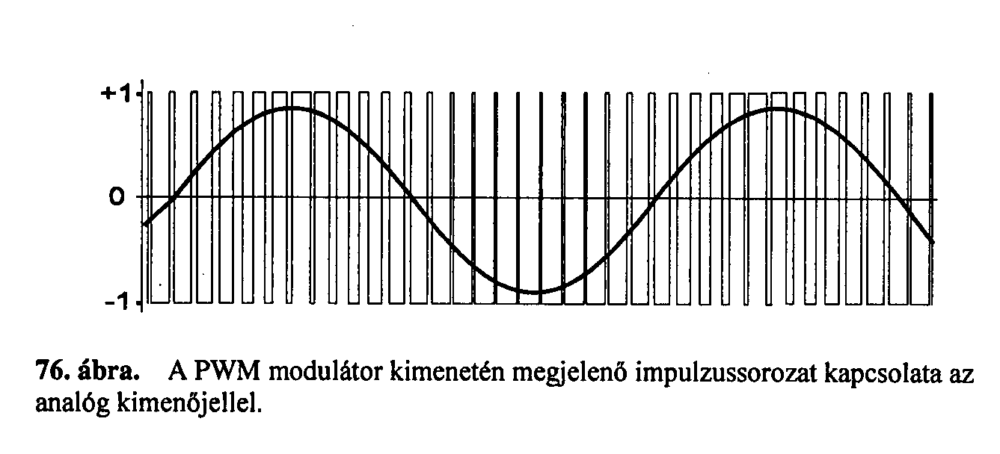 +1
0
-1
76. ábra. A PWM modulátor kimenetén megjelenő impulzussorozat kapcsolata az
analóg kimenőjellel.